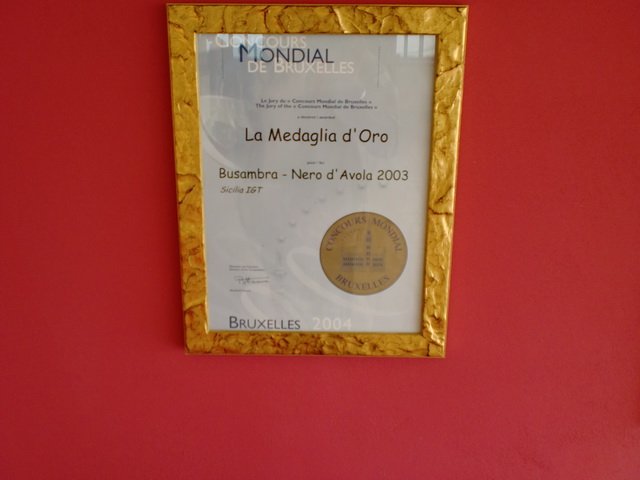 CONCOURS
MONDIAL
DE BRUXELLES
Le Jury du « Concours Mondial de Bruxelles »
The Jury of the « Concours Mondial de Bruxelles »
La Medaglia d'Oro
Busambra - Nero d'Avola 2003
Sicilia IGT
CONCOURS MONDIAL
BRUXELLES
BRUXELLES 2004